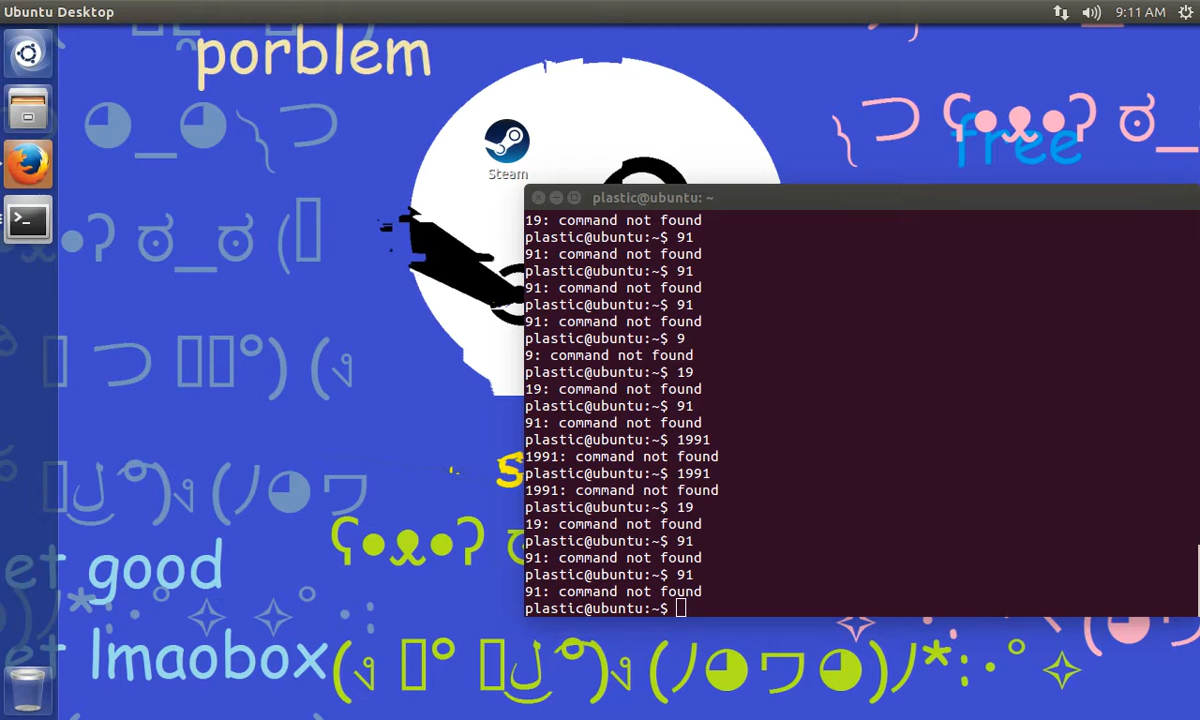 Ubuntu Desktop
9:11 AM
porblem
free
Steam
plastic@ubuntu: ~
19: command not found
plastic@ubuntu:~$ 91
91: command not found
plastic@ubuntu:~$ 91
91: command not found
plastic@ubuntu:~$ 91
91: command not found
plastic@ubuntu:~$ 9
9: command not found
plastic@ubuntu:~$ 19
19: command not found
plastic@ubuntu:~$ 91
91: command not found
plastic@ubuntu:~$ 1991
1991: command not found
plastic@ubuntu:~$ 1991
1991: command not found
plastic@ubuntu:~$ 19
19: command not found
plastic@ubuntu:~$ 91
91: command not found
plastic@ubuntu:~$ 91
91: command not found
plastic@ubuntu:~$
good
lmaobox